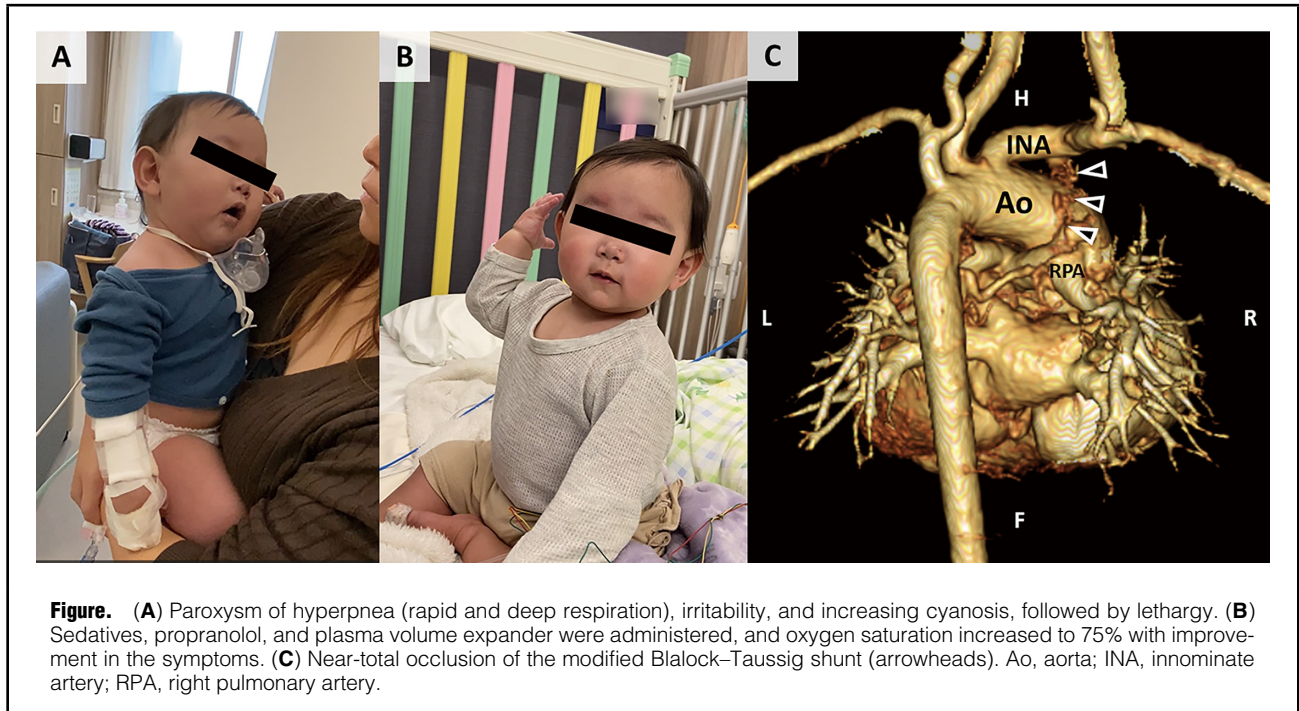 A
B
C
H
INA
Ao
RPA
L
R
F
Figure. (A) Paroxysm of hyperpnea (rapid and deep respiration), irritability, and increasing cyanosis, followed by lethargy. (B)
Sedatives, propranolol, and plasma volume expander were administered, and oxygen saturation increased to 75% with improve-
ment in the symptoms. (C) Near-total occlusion of the modified Blalock–Taussig shunt (arrowheads). Ao, aorta; INA, innominate
artery; RPA, right pulmonary artery.